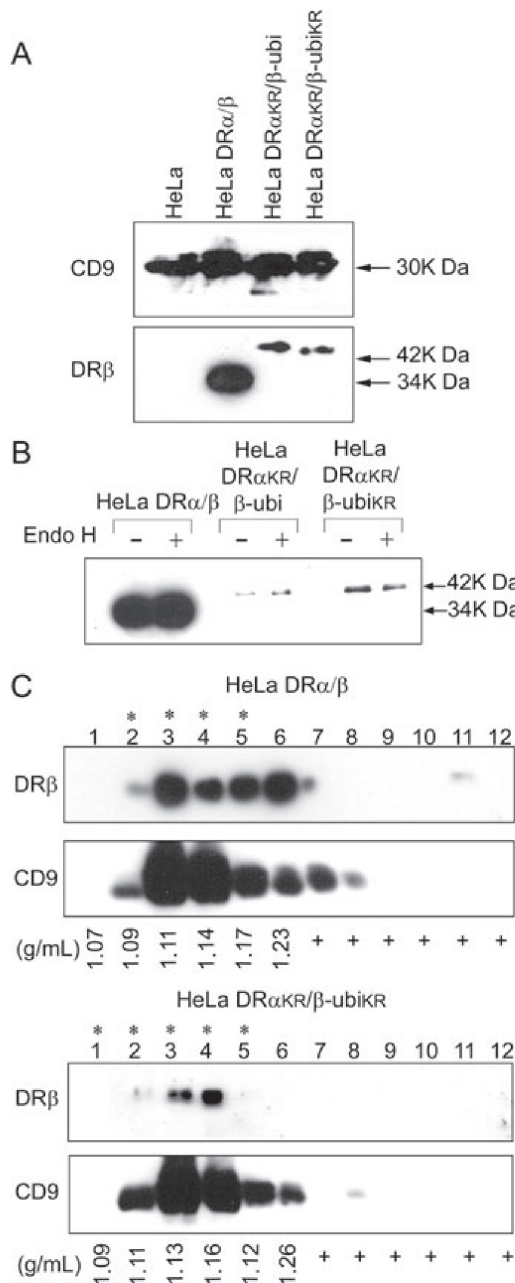 A
HeLa
HeLa DRα/β
HeLa DRαKR/β-ubi
HeLa DRαKR/β-ubiKR
CD9
30K Da
DRβ
42K Da
34K Da
B
HeLa DRα/β
HeLa DRαKR/ β-ubi
HeLa DRαKR/ β-ubiKR
Endo H - + - + - +
42K Da
34K Da
C
HeLa DRα/β
* * * *
1 2 3 4 5 6 7 8 9 10 11 12
DRβ
CD9
(g/mL) 1.07 1.09 1.11 1.14 1.17 1.23 + + + + + +
HeLa DRαKR/β-ubiKR
* * * * *
1 2 3 4 5 6 7 8 9 10 11 12
DRβ
CD9
(g/mL) 1.09 1.11 1.13 1.16 1.12 1.26 + + + + + +